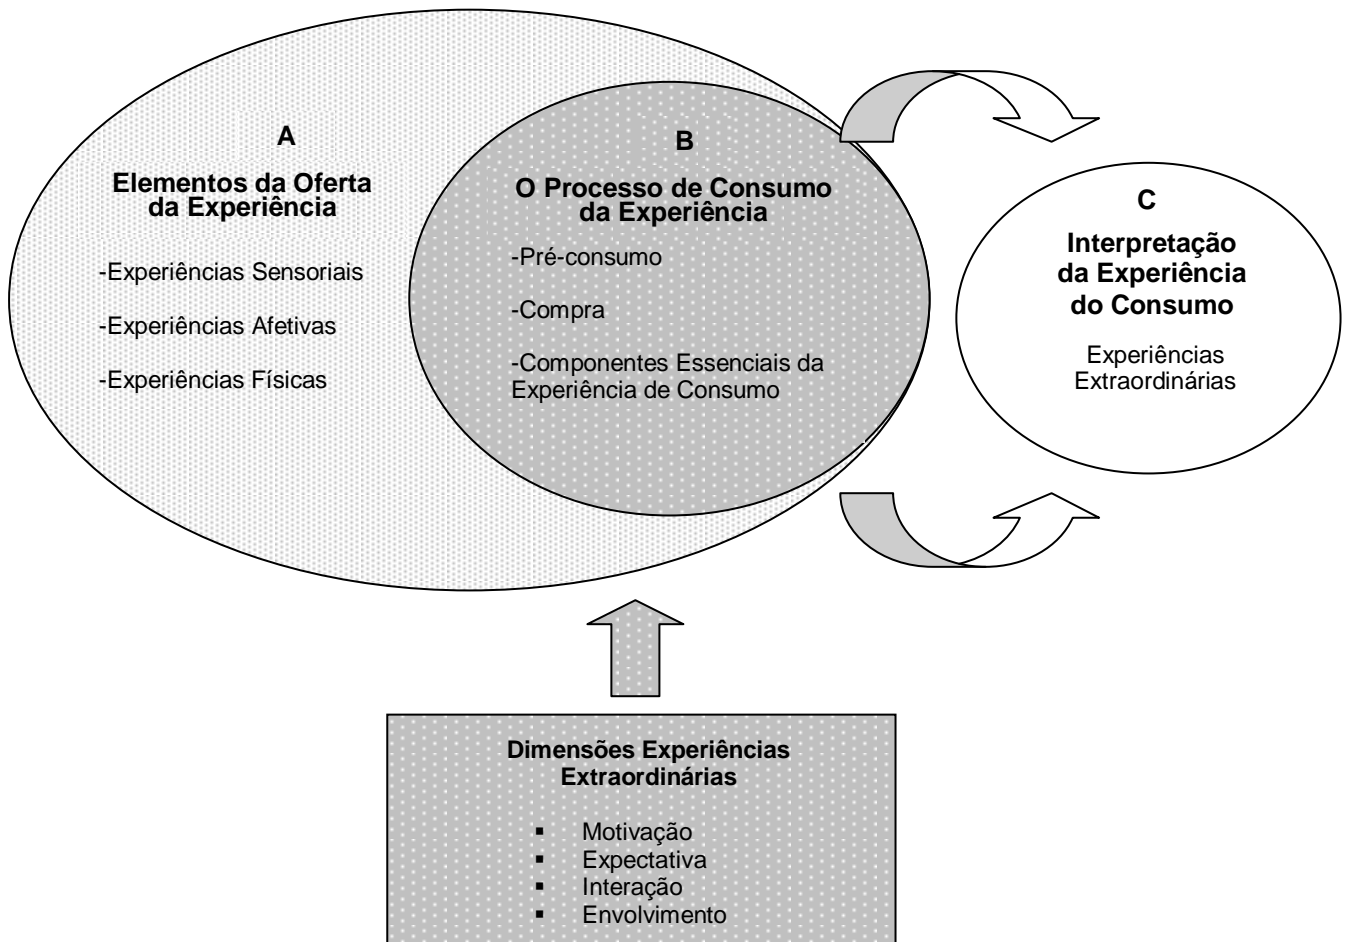 A
Elementos da Oferta
da Experiência
-Experiências Sensoriais
-Experiências Afetivas
-Experiências Físicas
B
O Processo de Consumo
da Experiência
-Pré-consumo
-Compra
-Componentes Essenciais da
Experiência de Consumo
C
Interpretação
da Experiência
do Consumo
Experiências
Extraordinárias
Dimensões Experiências
Extraordinárias
▪ Motivação
▪ Expectativa
▪ Interação
▪ Envolvimento